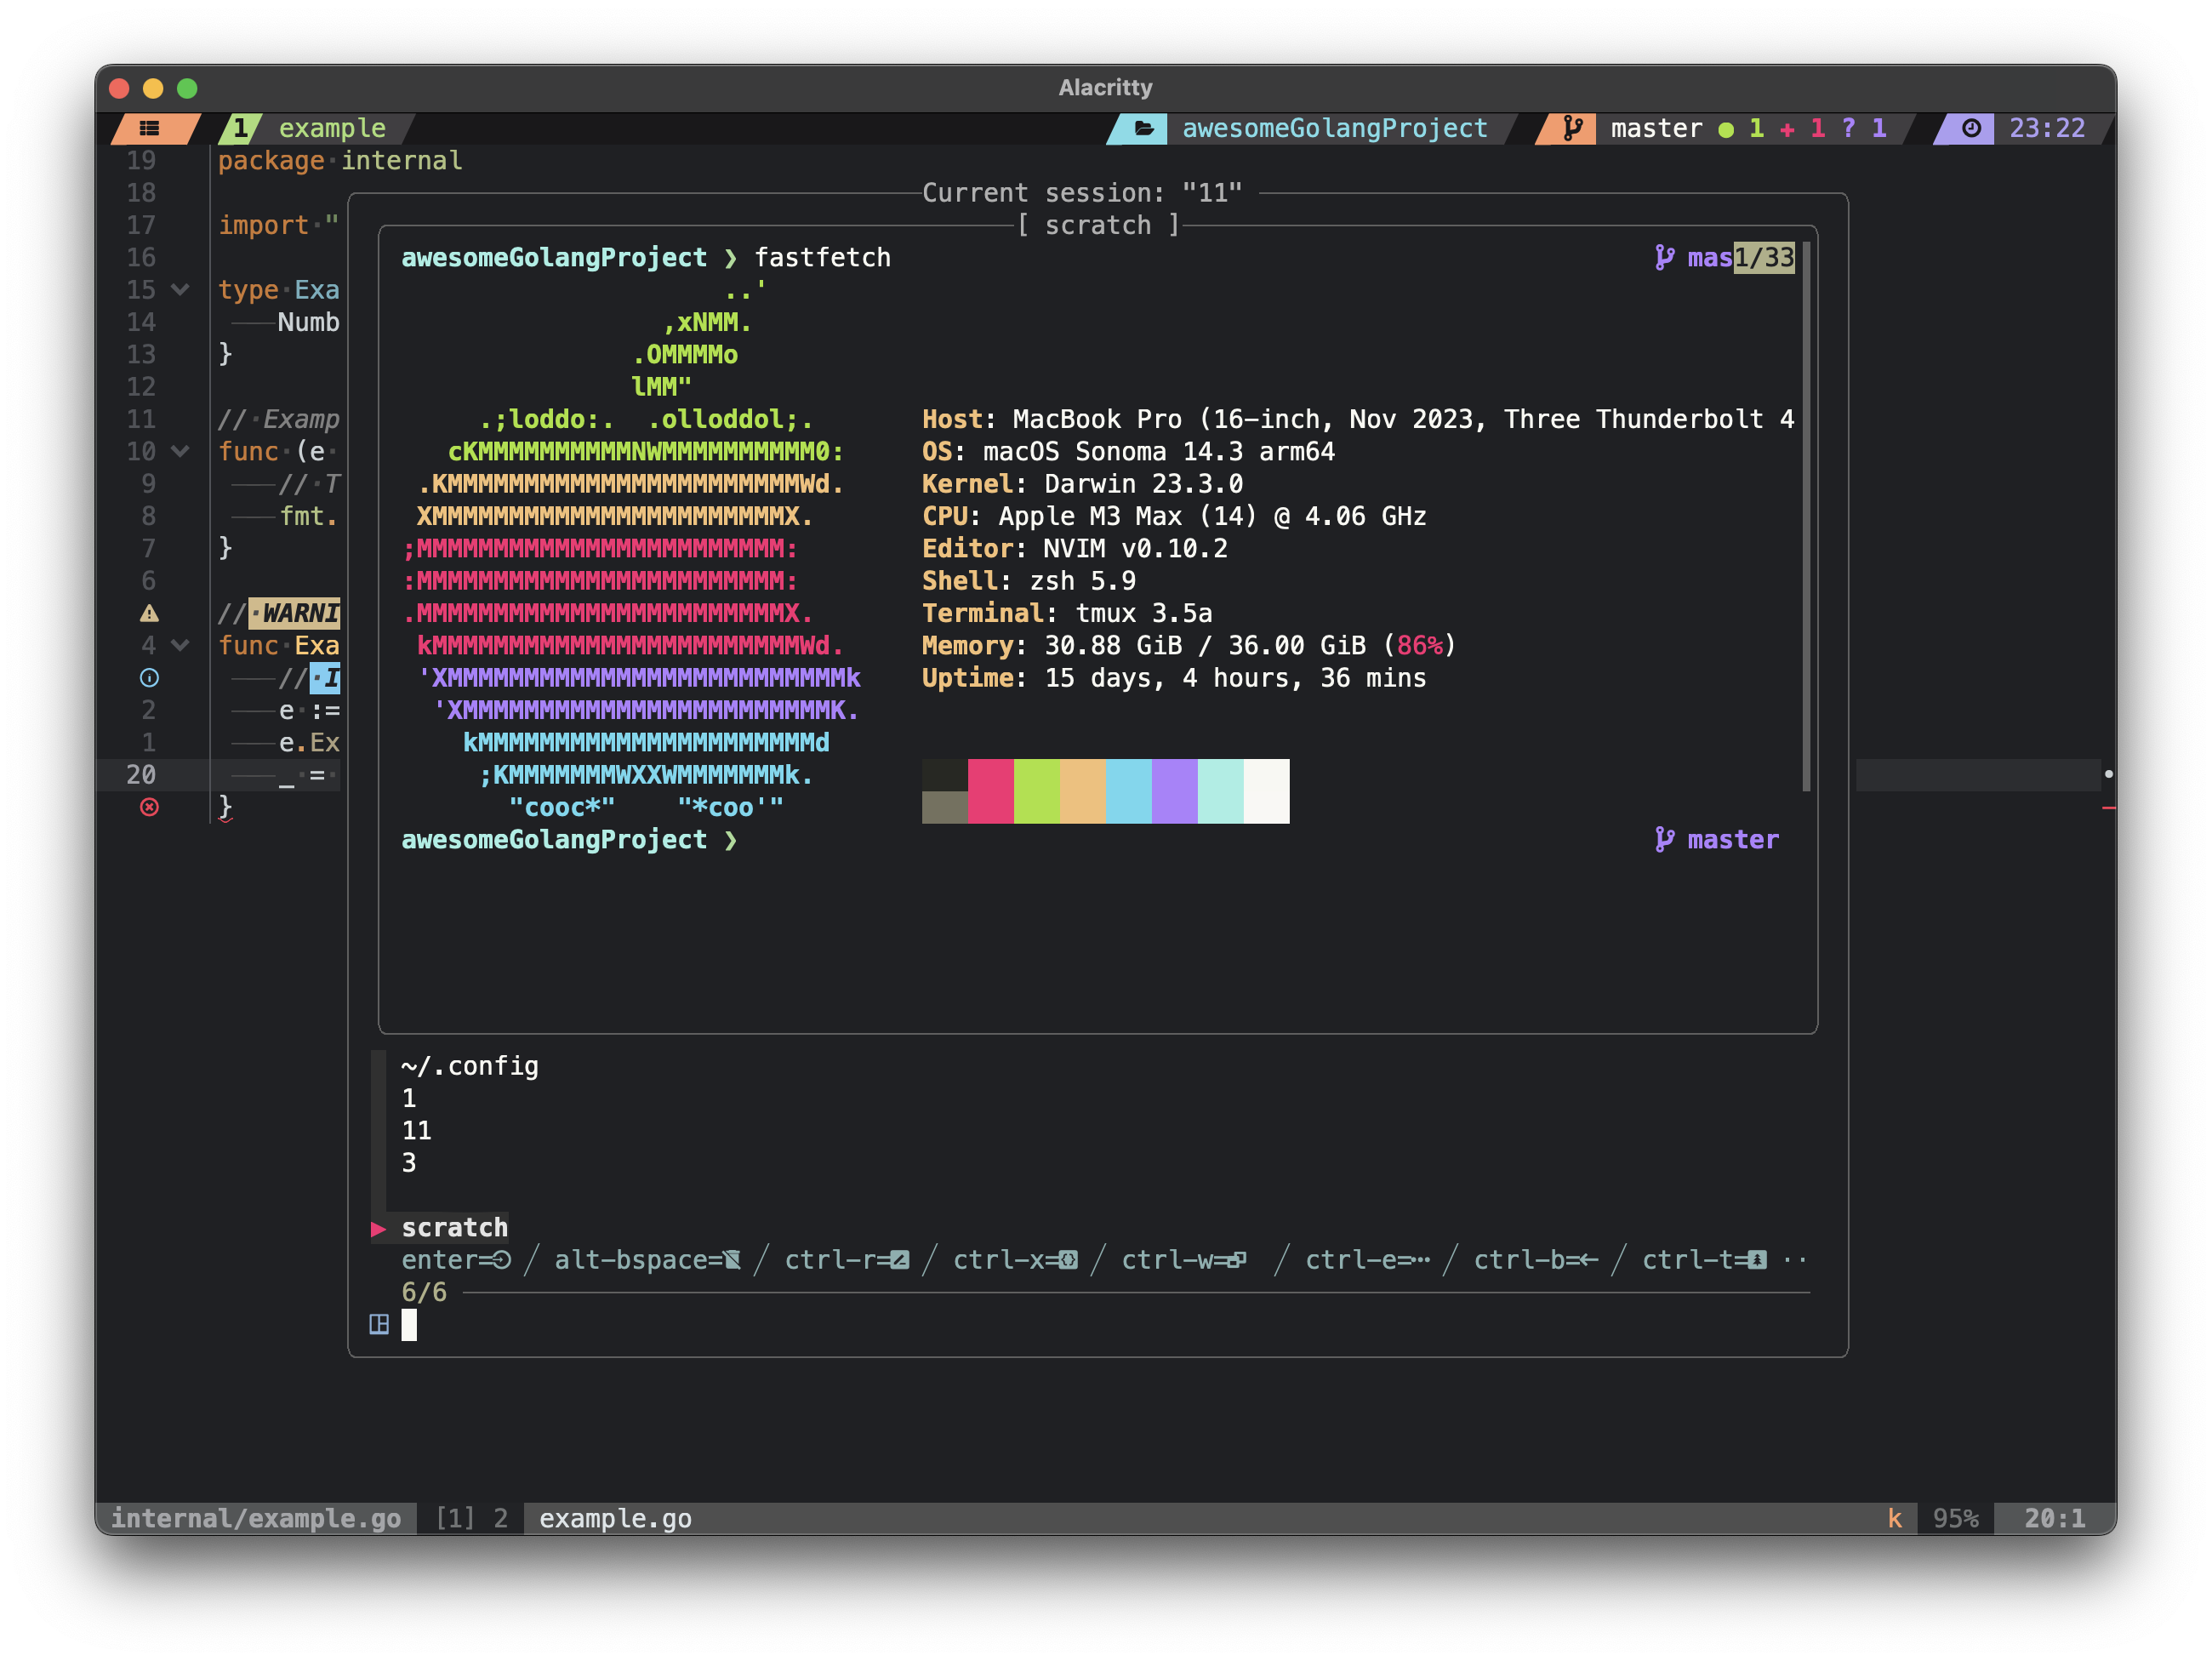 Alacritty
1 example awesomeGolangProject master ● 1 + 1 ? 1 23:22
19 package·internal
18
17 import·"
16
15 type·Exa
14 Numb
13 }
12
11 //·Examp
10 func·(e·
9 //·T
8 fmt.
7 }
6
//·WARNI
4 func·Exa
//·I
2 e·:=
1 e.Ex
20 _·=·
}
Current session: "11"
[ scratch ]
awesomeGolangProject ❯ fastfetch mas1/33
..'
,xNMM.
.OMMMMo
lMM"
.;loddo:.  .olloddol;. Host: MacBook Pro (16-inch, Nov 2023, Three Thunderbolt 4
cKMMMMMMMMMMNWMMMMMMMMMM0: OS: macOS Sonoma 14.3 arm64
.KMMMMMMMMMMMMMMMMMMMMMMMWd. Kernel: Darwin 23.3.0
XMMMMMMMMMMMMMMMMMMMMMMMX. CPU: Apple M3 Max (14) @ 4.06 GHz
;MMMMMMMMMMMMMMMMMMMMMMMM: Editor: NVIM v0.10.2
:MMMMMMMMMMMMMMMMMMMMMMMM: Shell: zsh 5.9
.MMMMMMMMMMMMMMMMMMMMMMMMX. Terminal: tmux 3.5a
kMMMMMMMMMMMMMMMMMMMMMMMMWd. Memory: 30.88 GiB / 36.00 GiB (86%)
'XMMMMMMMMMMMMMMMMMMMMMMMMMMk Uptime: 15 days, 4 hours, 36 mins
'XMMMMMMMMMMMMMMMMMMMMMMMMK.
kMMMMMMMMMMMMMMMMMMMMMMd
;KMMMMMMMWXXWMMMMMMMk.
"cooc*"    "*coo'"
awesomeGolangProject ❯ master
~/.config
1
11
3
▶ scratch
enter= / alt-bspace= / ctrl-r= / ctrl-x= / ctrl-w= / ctrl-e=··· / ctrl-b=← / ctrl-t= ··
6/6
internal/example.go [1] 2 example.go k 95% 20:1